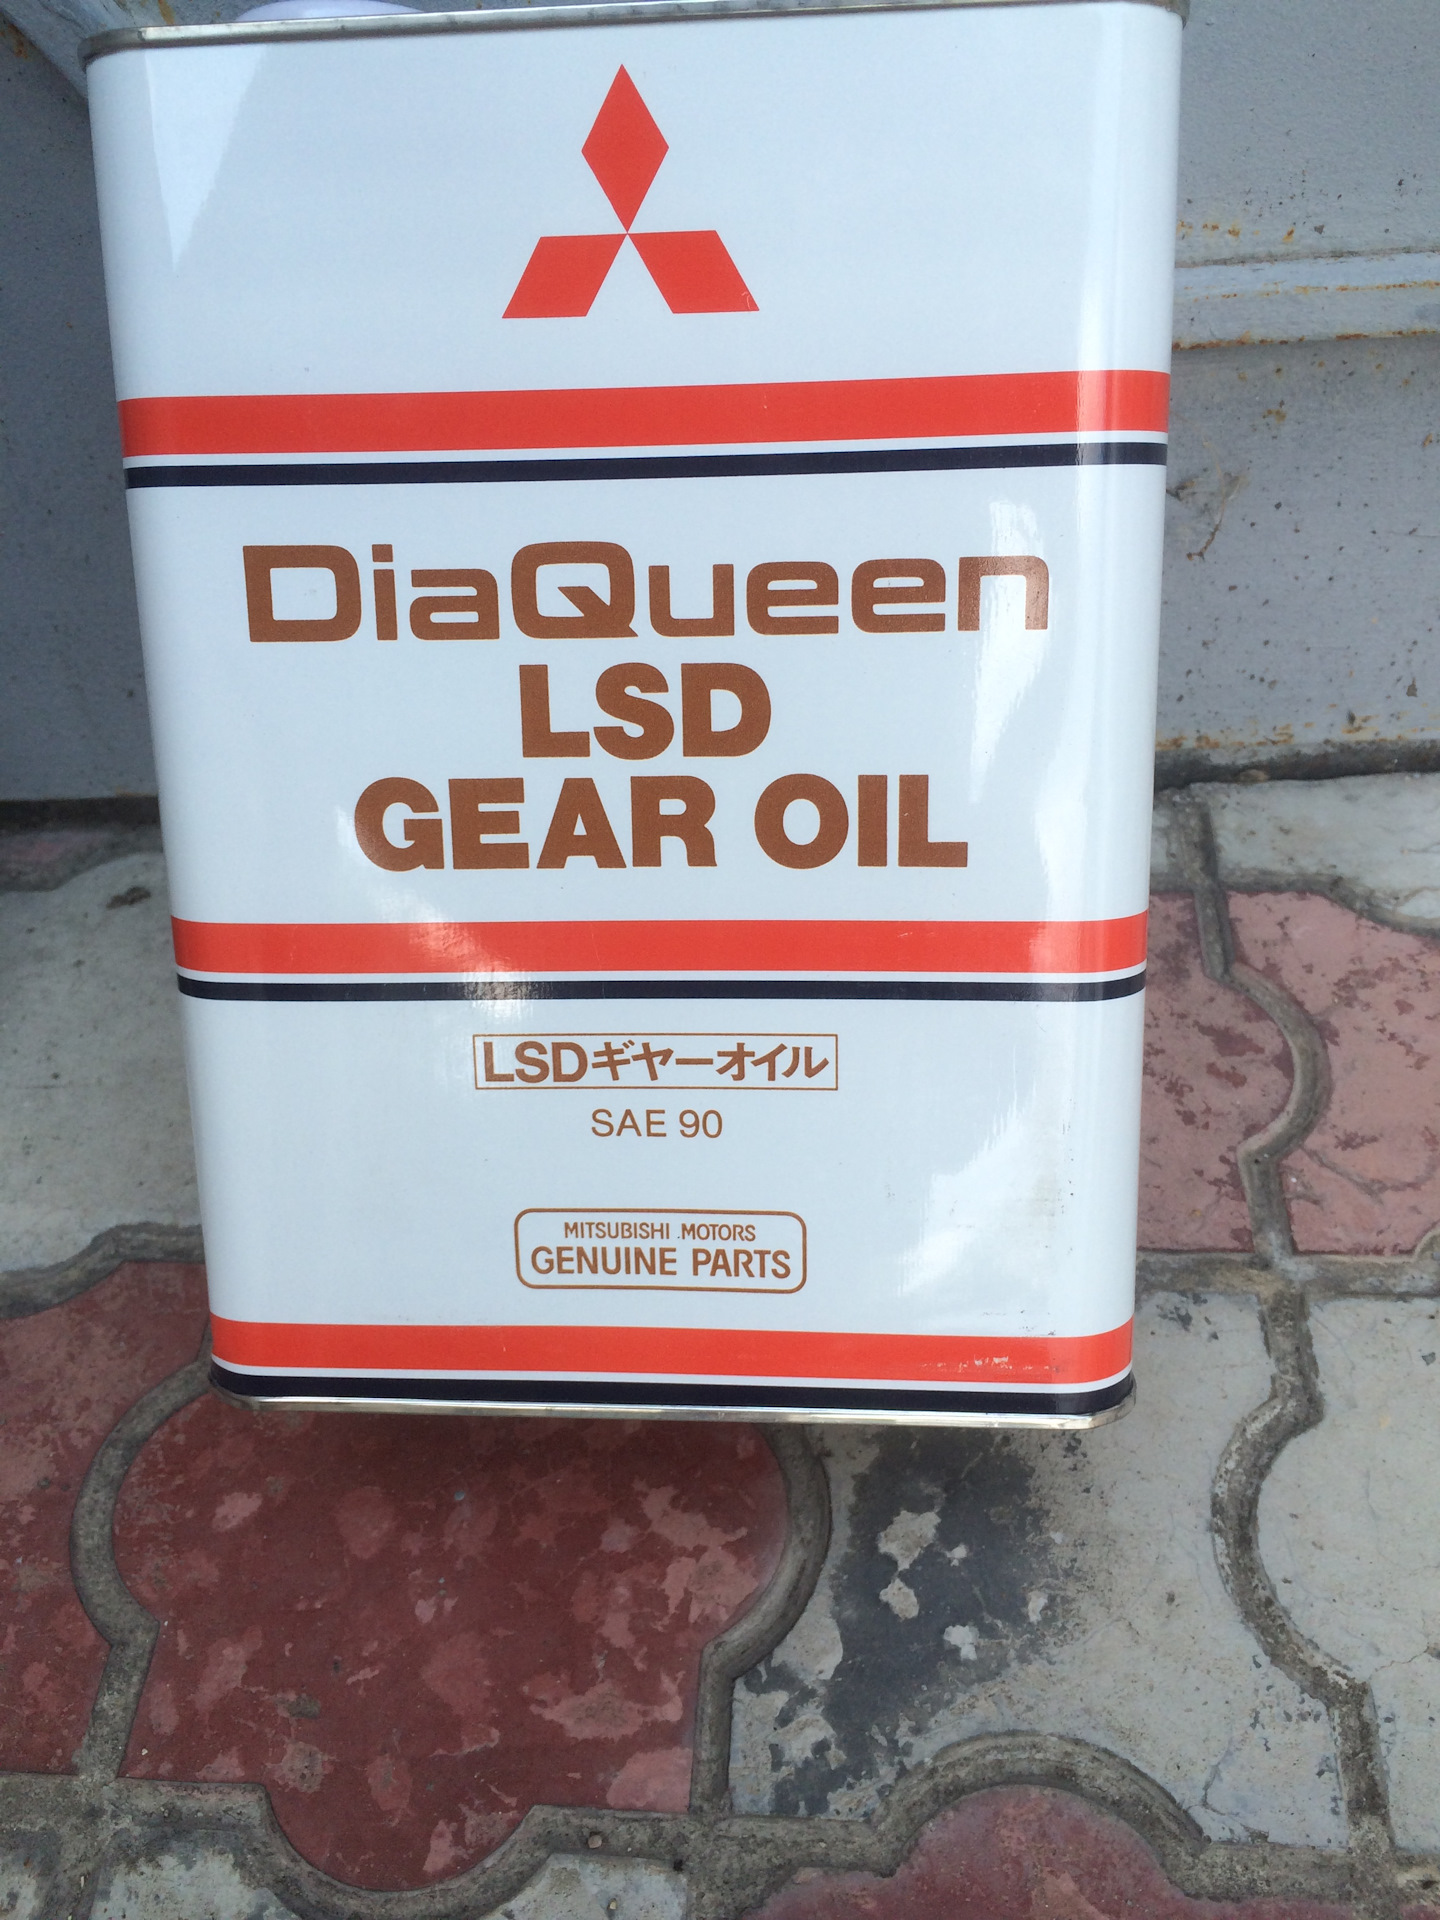 DiaQueen
LSD
GEAR OIL
LSDギヤーオイル
SAE 90
MITSUBISHI MOTORS
GENUINE PARTS